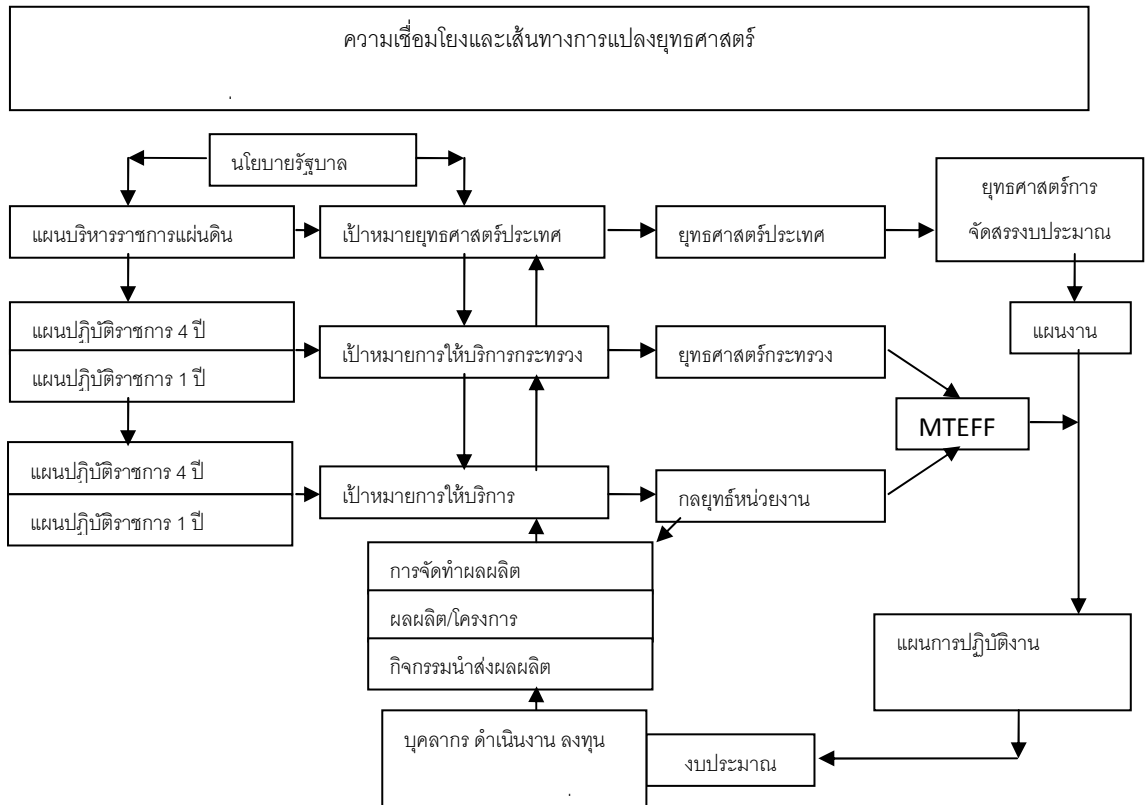 ความเชื่อมโยงและเส้นทางการแปลงยุทธศาสตร์
นโยบายรัฐบาล
ยุทธศาสตร์การ
จัดสรรงบประมาณ
แผนบริหารราชการแผ่นดิน
เป้าหมายยุทธศาสตร์ประเทศ
ยุทธศาสตร์ประเทศ
แผนปฏิบัติราชการ 4 ปี
แผนปฏิบัติราชการ 1 ปี
เป้าหมายการให้บริการกระทรวง
ยุทธศาสตร์กระทรวง
แผนงาน
MTEFF
แผนปฏิบัติราชการ 4 ปี
แผนปฏิบัติราชการ 1 ปี
เป้าหมายการให้บริการ
กลยุทธ์หน่วยงาน
การจัดทำผลผลิต
ผลผลิต/โครงการ
กิจกรรมนำส่งผลผลิต
แผนการปฏิบัติงาน
บุคลากร ดำเนินงาน ลงทุน
งบประมาณ